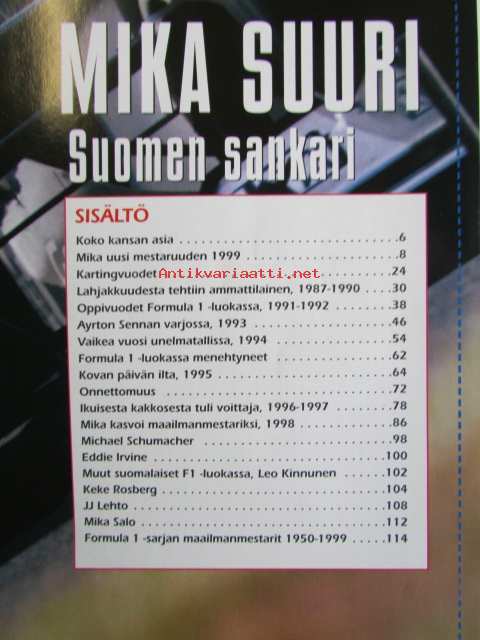 MIKA SUURI
Suomen sankari
SISÄLTÖ
Koko kansan asia ............................. 6
Mika uusi mestaruuden 1999 ..................... 8
Kartingvuodet Antikvariaatti.net .......... 24
Lahjakkuudesta tehtiin ammattilainen, 1987-1990 .... 30
Oppivuodet Formula 1 -luokassa, 1991-1992 ........ 38
Ayrton Sennan varjossa, 1993 ................... 46
Vaikea vuosi unelmatallissa, 1994 ................. 54
Formula 1 -luokassa menehtyneet ................ 62
Kovan päivän ilta, 1995 ........................ 64
Onnettomuus ................................ 72
Ikuisesta kakkosesta tuli voittaja, 1996-1997 ....... 78
Mika kasvoi maailmanmestariksi, 1998 ............ 86
Michael Schumacher .......................... 98
Eddie Irvine ................................ 100
Muut suomalaiset F1 -luokassa, Leo Kinnunen ...... 102
Keke Rosberg .............................. 104
JJ Lehto .................................. 108
Mika Salo ................................. 112
Formula 1 -sarjan maailmanmestarit 1950-1999 ..... 114